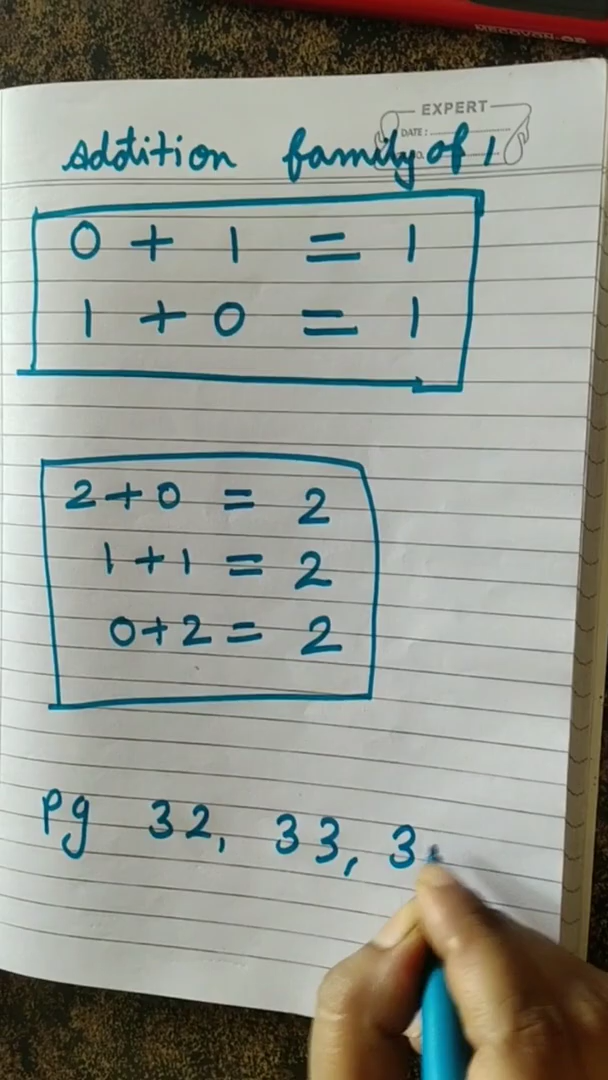 EXPERT
DATE :
Addition family of 1
0 + 1 = 1
1 + 0 = 1
2 + 0 = 2
1 + 1 = 2
0 + 2 = 2
Pg 32, 33, 3